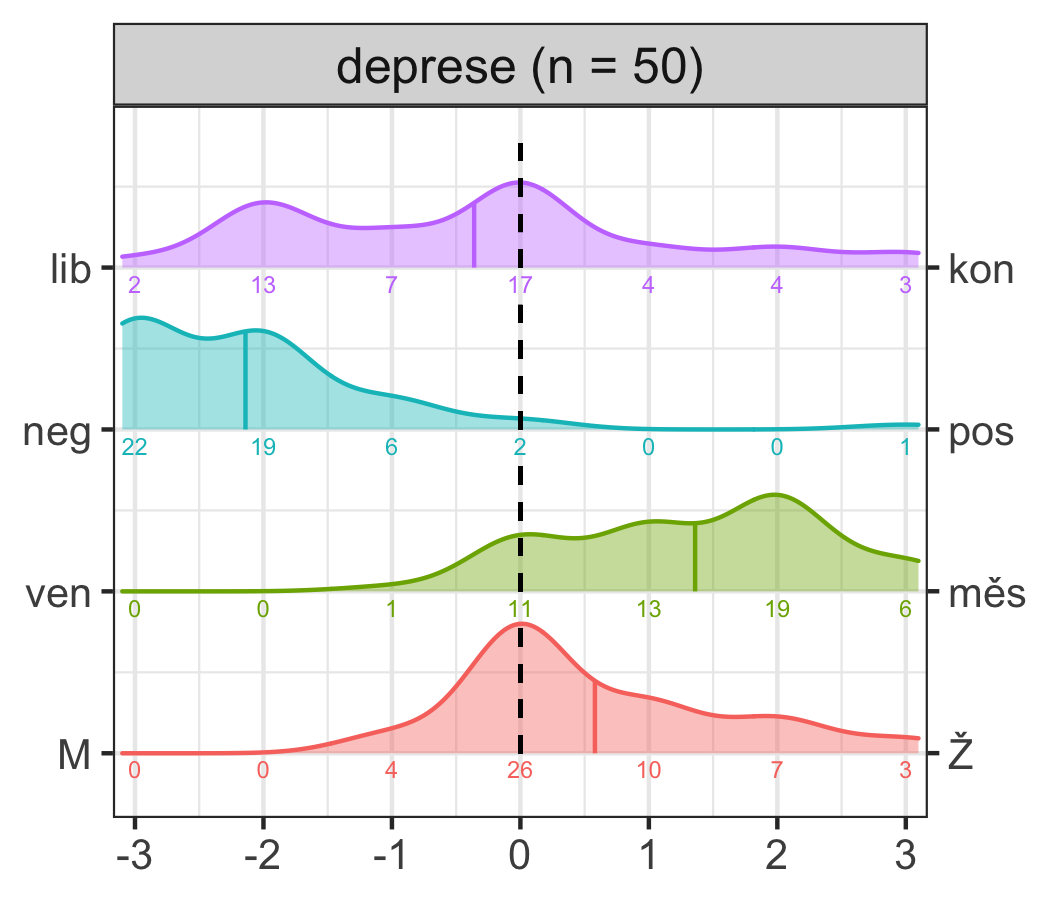 deprese (n = 50)
lib kon
2 13 7 17 4 4 3
neg pos
22 19 6 2 0 0 1
ven měs
0 0 1 11 13 19 6
M Ž
0 0 4 26 10 7 3
-3 -2 -1 0 1 2 3